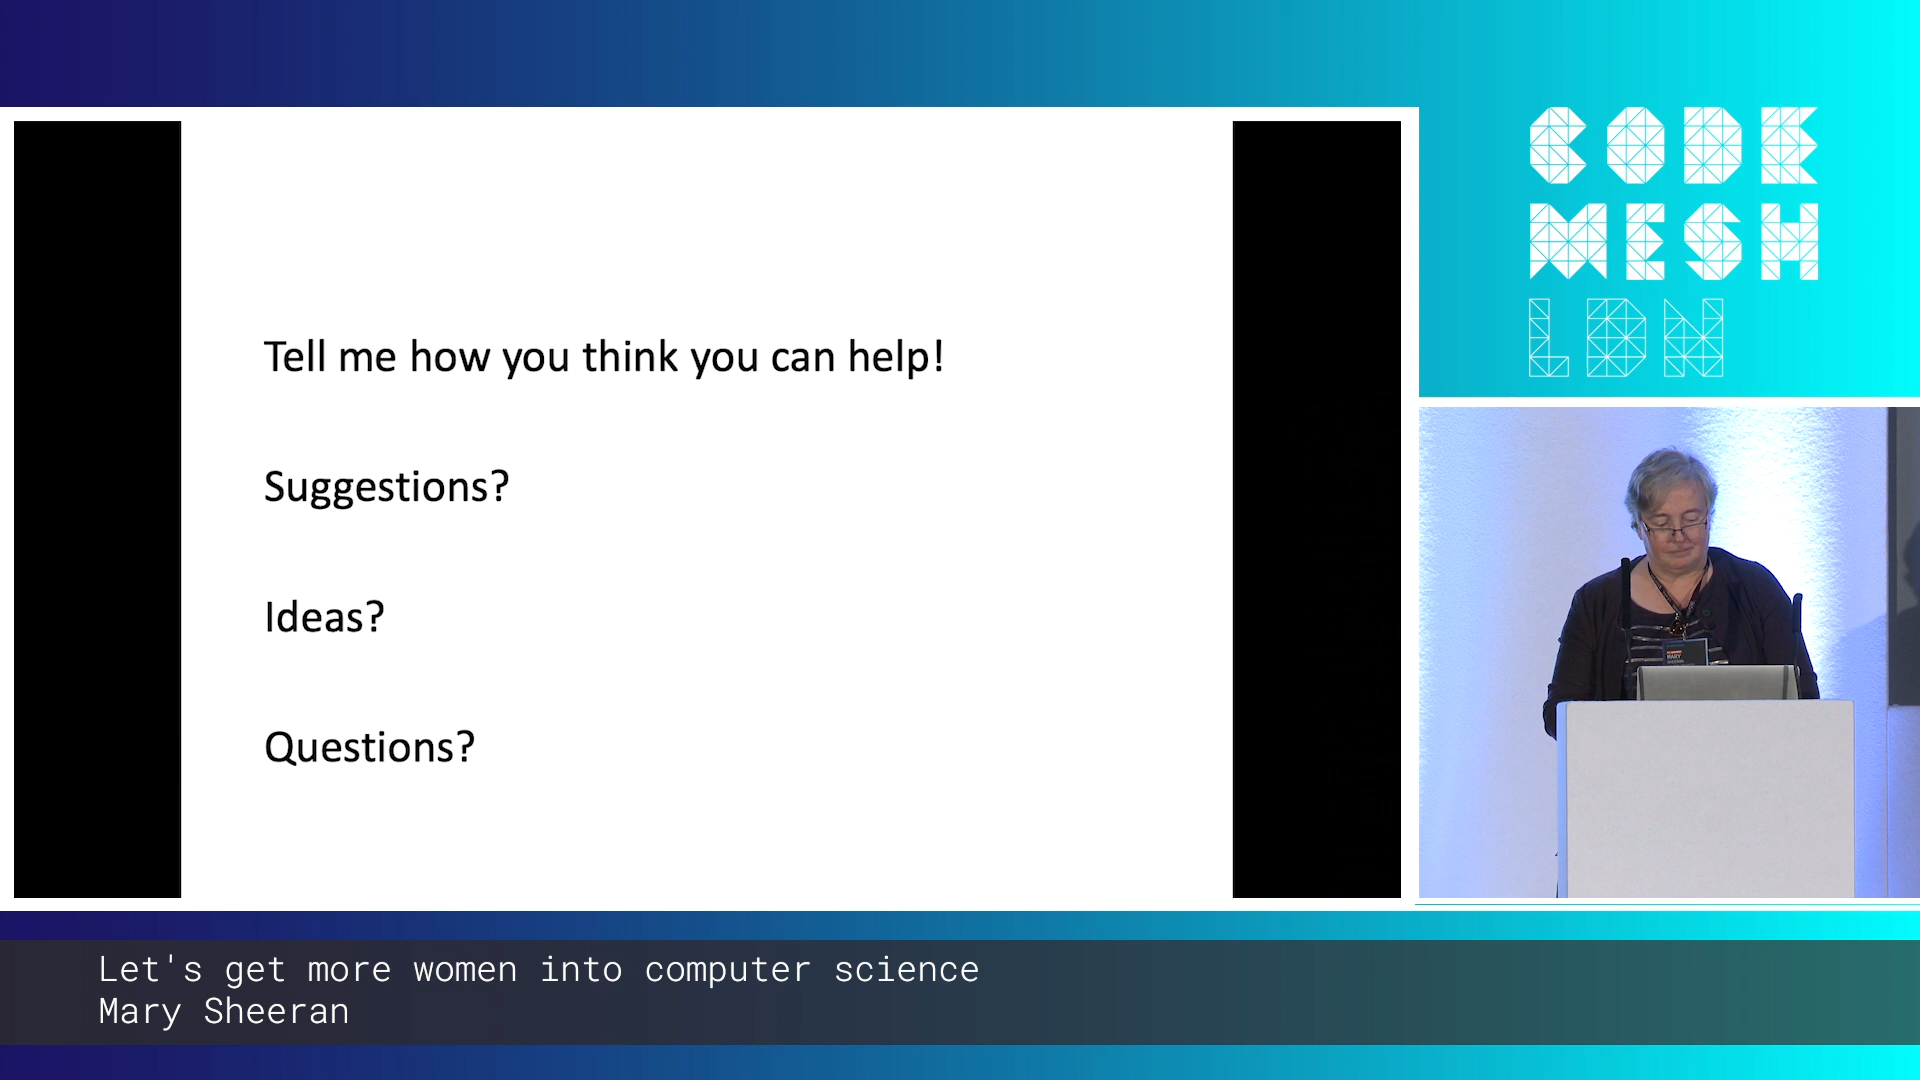 Tell me how you think you can help!
Suggestions?
Ideas?
Questions?
CODE
MESH
LDN
MARY
Let's get more women into computer science
Mary Sheeran